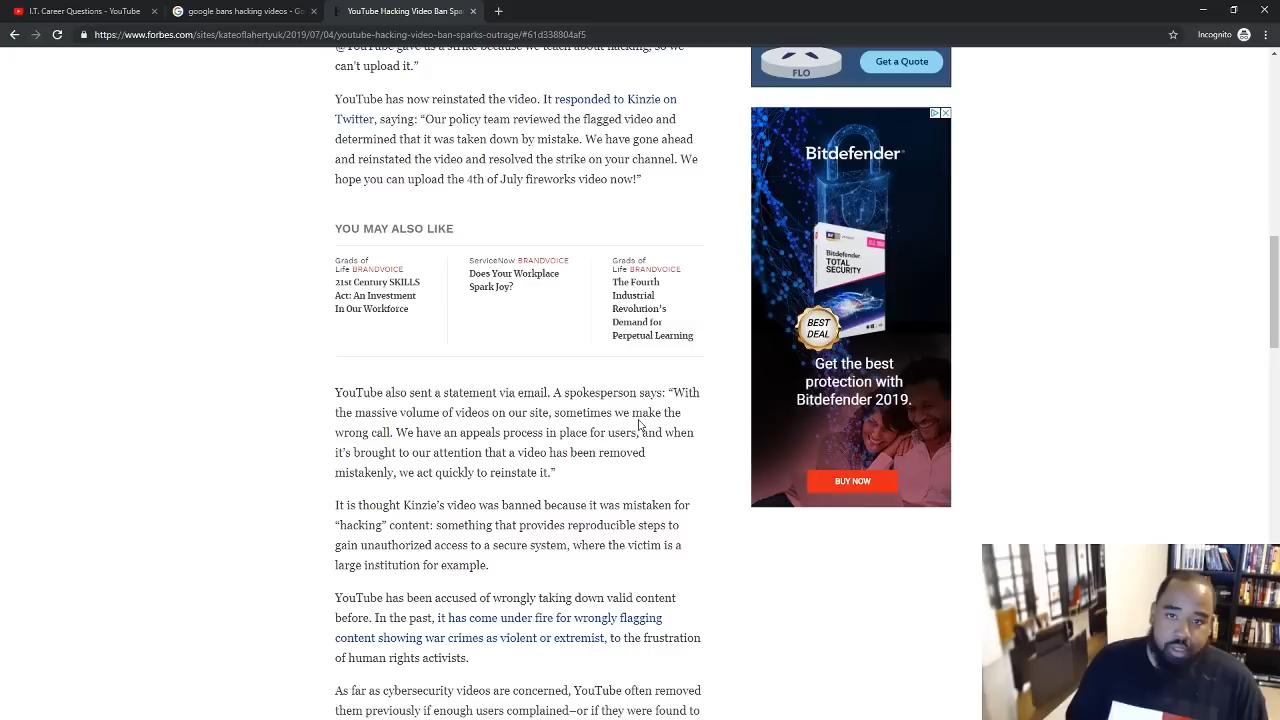 I.T. Career Questions - YouTube
google bans hacking videos - Go
YouTube Hacking Video Ban Spa
https://www.forbes.com/sites/kateoflahertyuk/2019/07/04/youtube-hacking-video-ban-sparks-outrage/#61d338804af5
Incognito
@YouTube gave us a strike because we teach about hacking, so we
can't upload it.”
YouTube has now reinstated the video. It responded to Kinzie on
Twitter, saying: “Our policy team reviewed the flagged video and
determined that it was taken down by mistake. We have gone ahead
and reinstated the video and resolved the strike on your channel. We
hope you can upload the 4th of July fireworks video now!”
YOU MAY ALSO LIKE
Grads of
Life BRANDVOICE
21st Century SKILLS
Act: An Investment
In Our Workforce
ServiceNow BRANDVOICE
Does Your Workplace
Spark Joy?
Grads of
Life BRANDVOICE
The Fourth
Industrial
Revolution’s
Demand for
Perpetual Learning
YouTube also sent a statement via email. A spokesperson says: “With
the massive volume of videos on our site, sometimes we make the
wrong call. We have an appeals process in place for users, and when
it’s brought to our attention that a video has been removed
mistakenly, we act quickly to reinstate it.”
It is thought Kinzie’s video was banned because it was mistaken for
“hacking” content: something that provides reproducible steps to
gain unauthorized access to a secure system, where the victim is a
large institution for example.
YouTube has been accused of wrongly taking down valid content
before. In the past, it has come under fire for wrongly flagging
content showing war crimes as violent or extremist, to the frustration
of human rights activists.
As far as cybersecurity videos are concerned, YouTube often removed
them previously if enough users complained–or if they were found to
FLO
Get a Quote
Bitdefender
Bitdefender
TOTAL
SECURITY
BEST
DEAL
Get the best
protection with
Bitdefender 2019.
BUY NOW